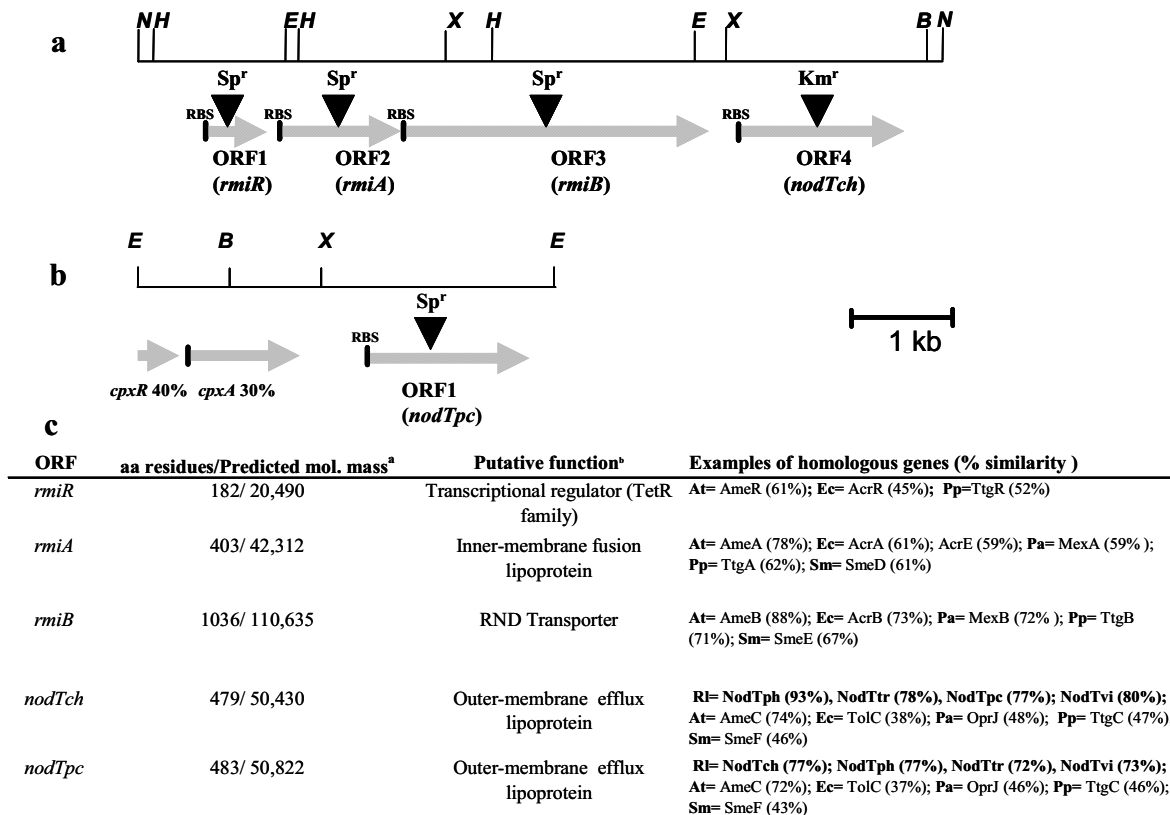 N H E H X H E X B N
a
Spʳ Spʳ Spʳ Kmʳ
RBS RBS RBS RBS
ORF1 ORF2 ORF3 ORF4
(rmiR) (rmiA) (rmiB) (nodTch)
E B X E
b
Spʳ
RBS
1 kb
cpxR 40% cpxA 30% ORF1
(nodTpc)
c
ORF aa residues/Predicted mol. massᵃ Putative functionᵇ Examples of homologous genes (% similarity )
rmiR 182/ 20,490 Transcriptional regulator (TetR At= AmeR (61%); Ec= AcrR (45%); Pp=TtgR (52%)
family)
rmiA 403/ 42,312 Inner-membrane fusion At= AmeA (78%); Ec= AcrA (61%); AcrE (59%); Pa= MexA (59% );
lipoprotein Pp= TtgA (62%); Sm= SmeD (61%)
rmiB 1036/ 110,635 RND Transporter At= AmeB (88%); Ec= AcrB (73%); Pa= MexB (72% ); Pp= TtgB
(71%); Sm= SmeE (67%)
nodTch 479/ 50,430 Outer-membrane efflux Rl= NodTph (93%), NodTtr (78%), NodTpc (77%); NodTvi (80%);
lipoprotein At= AmeC (74%); Ec= TolC (38%); Pa= OprJ (48%); Pp= TtgC (47%)
Sm= SmeF (46%)
nodTpc 483/ 50,822 Outer-membrane efflux Rl= NodTch (77%); NodTph (77%), NodTtr (72%), NodTvi (73%);
lipoprotein At= AmeC (72%); Ec= TolC (37%); Pa= OprJ (46%); Pp= TtgC (46%);
Sm= SmeF (43%)